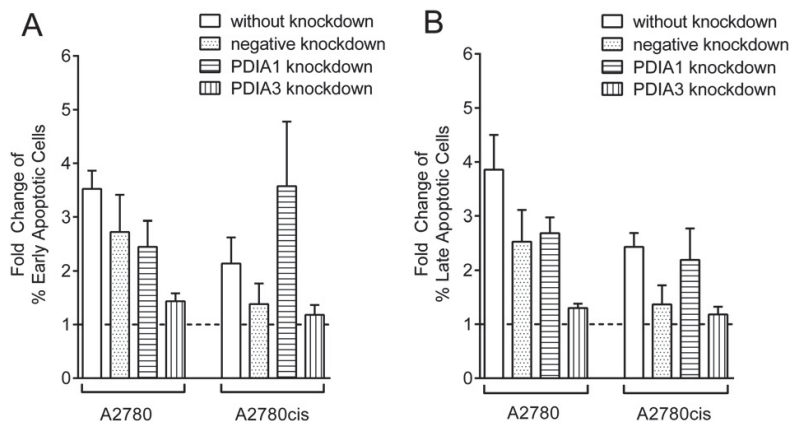 A
without knockdown
negative knockdown
PDIA1 knockdown
PDIA3 knockdown
Fold Change of
% Early Apoptotic Cells
6
5
4
3
2
1
0
A2780
A2780cis
B
without knockdown
negative knockdown
PDIA1 knockdown
PDIA3 knockdown
Fold Change of
% Late Apoptotic Cells
6
5
4
3
2
1
0
A2780
A2780cis